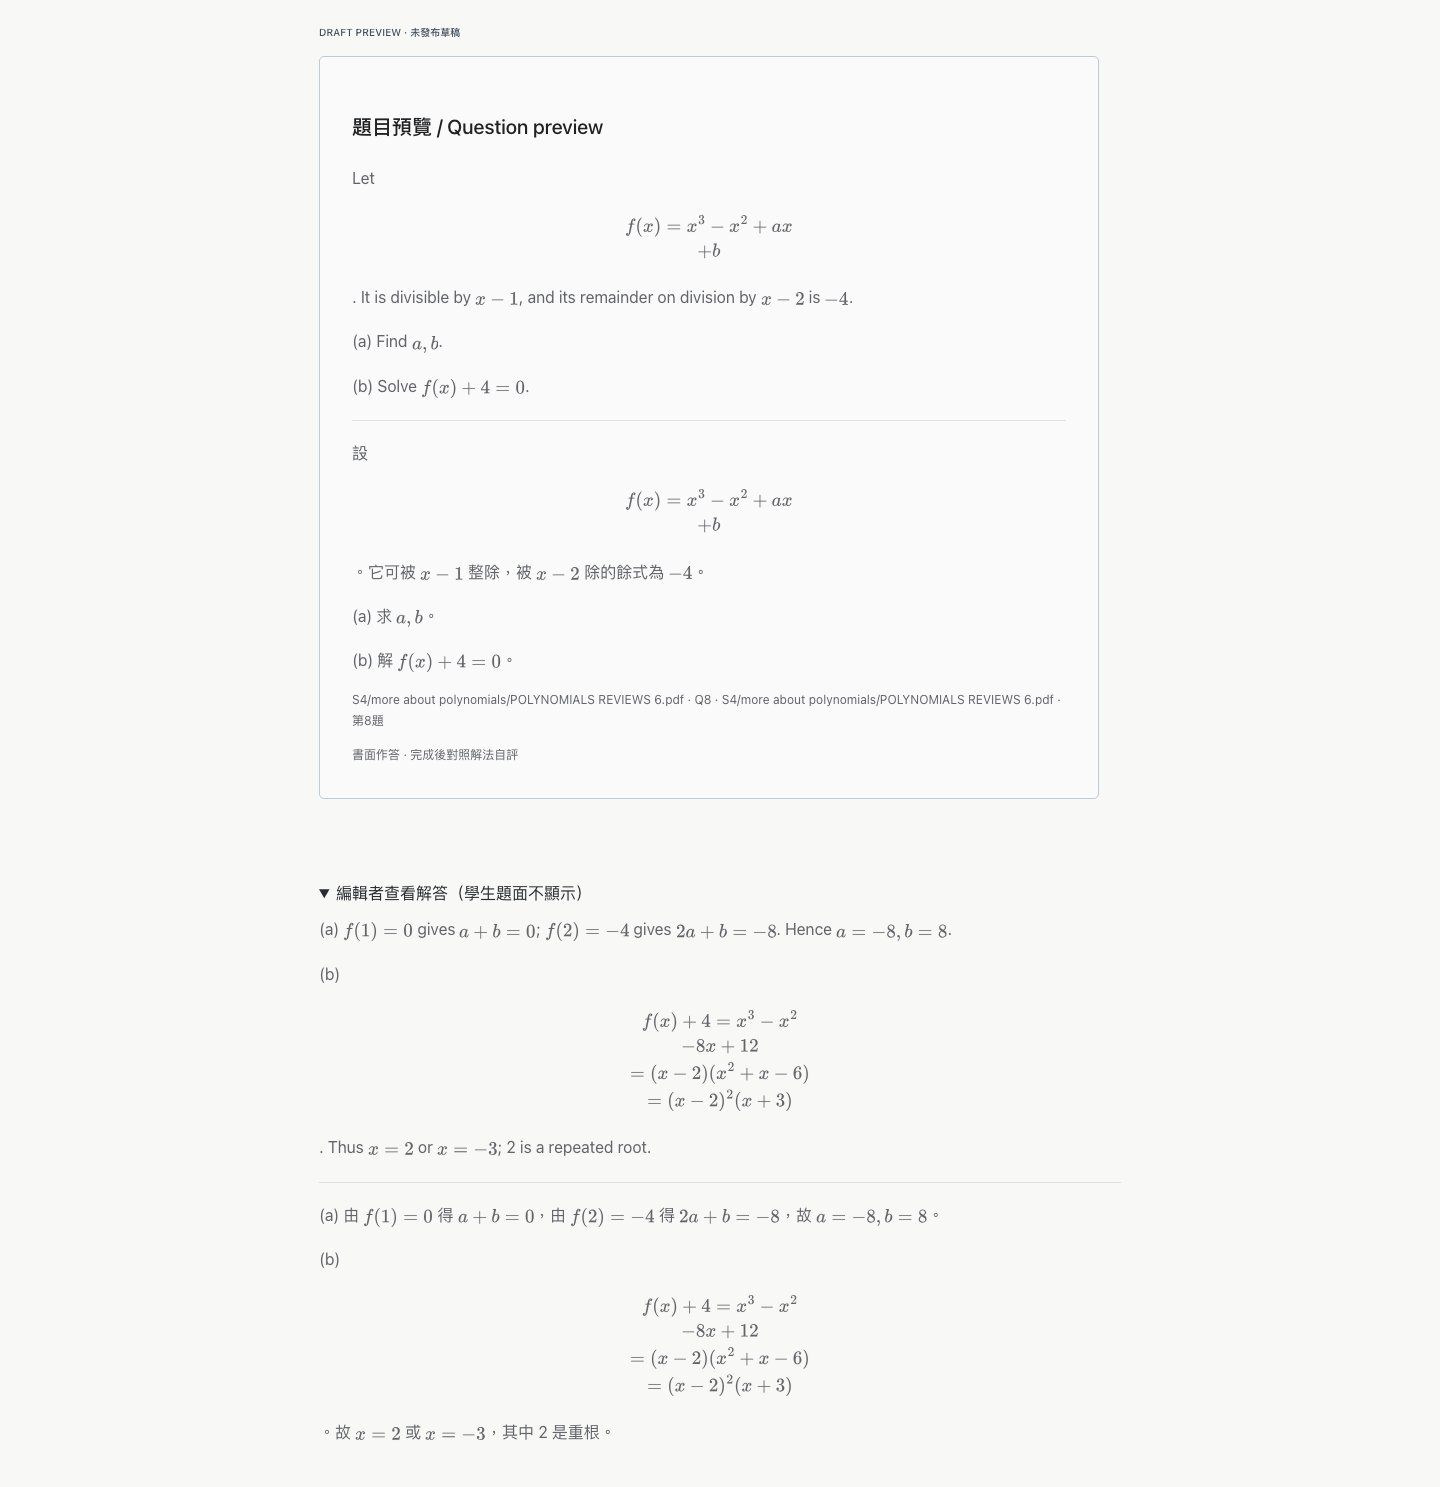 DRAFT PREVIEW · 未發布草稿
題目預覽 / Question preview
Let
f(x) = x³ − x² + ax
+b
. It is divisible by x − 1, and its remainder on division by x − 2 is −4.
(a) Find a, b.
(b) Solve f(x) + 4 = 0.
設
f(x) = x³ − x² + ax
+b
。它可被 x − 1 整除，被 x − 2 除的餘式為 −4。
(a) 求 a, b。
(b) 解 f(x) + 4 = 0。
S4/more about polynomials/POLYNOMIALS REVIEWS 6.pdf · Q8 · S4/more about polynomials/POLYNOMIALS REVIEWS 6.pdf ·
第8題
書面作答 · 完成後對照解法自評
▼ 編輯者查看解答（學生題面不顯示）
(a) f(1) = 0 gives a + b = 0; f(2) = −4 gives 2a + b = −8. Hence a = −8, b = 8.
(b)
f(x) + 4 = x³ − x²
−8x + 12
= (x − 2)(x² + x − 6)
= (x − 2)²(x + 3)
. Thus x = 2 or x = −3; 2 is a repeated root.
(a) 由 f(1) = 0 得 a + b = 0，由 f(2) = −4 得 2a + b = −8，故 a = −8, b = 8。
(b)
f(x) + 4 = x³ − x²
−8x + 12
= (x − 2)(x² + x − 6)
= (x − 2)²(x + 3)
。故 x = 2 或 x = −3，其中 2 是重根。